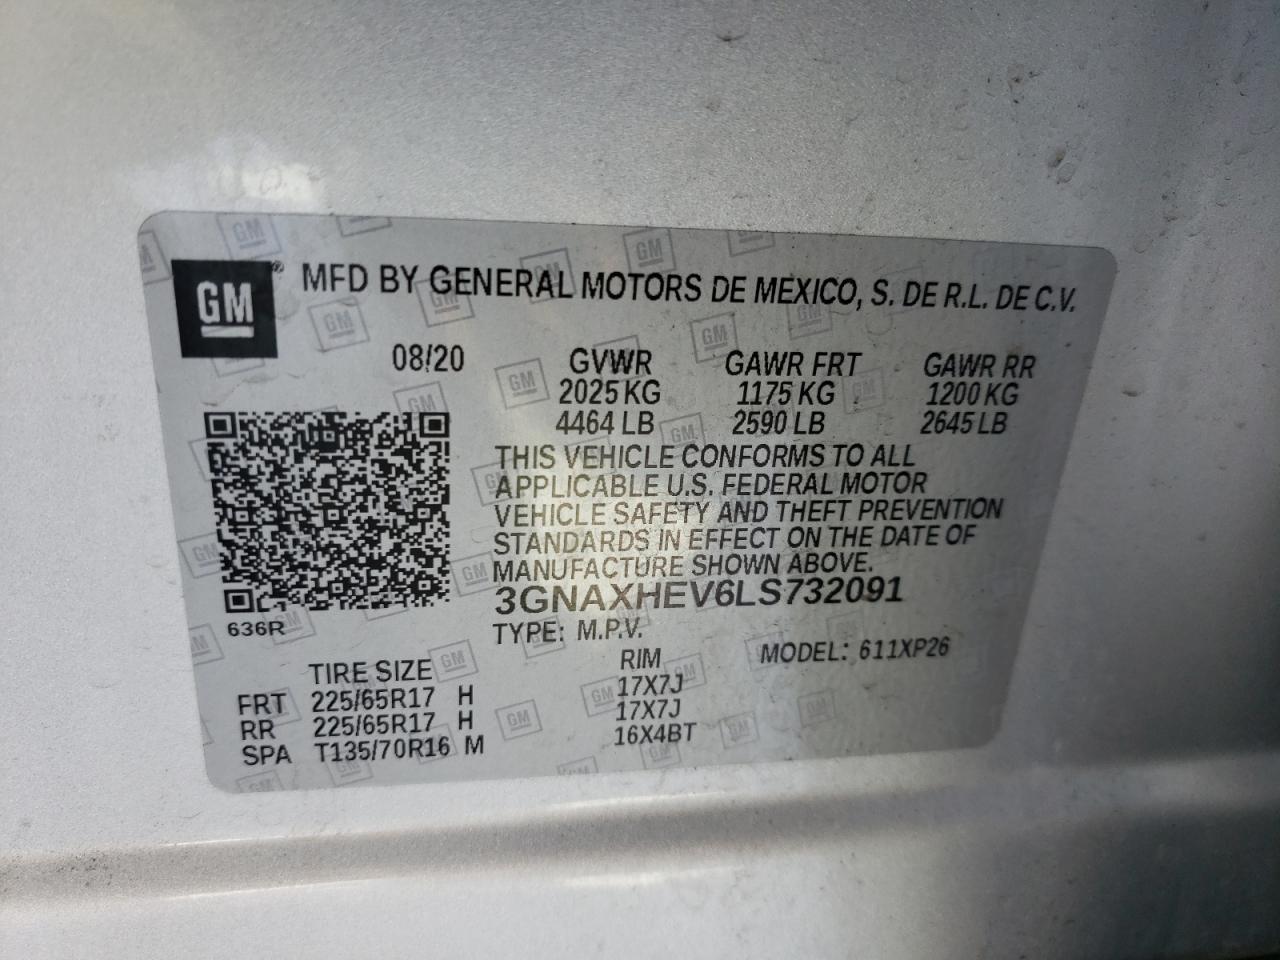 GM® MFD BY GENERAL MOTORS DE MEXICO, S. DE R.L. DE C.V.
08/20 GVWR GAWR FRT GAWR RR
2025 KG 1175 KG 1200 KG
4464 LB 2590 LB 2645 LB
THIS VEHICLE CONFORMS TO ALL
APPLICABLE U.S. FEDERAL MOTOR
VEHICLE SAFETY AND THEFT PREVENTION
STANDARDS IN EFFECT ON THE DATE OF
MANUFACTURE SHOWN ABOVE.
3GNAXHEV6LS732091
636R
TYPE: M.P.V. MODEL: 611XP26
TIRE SIZE RIM
FRT 225/65R17 H 17X7J
RR 225/65R17 H 17X7J
SPA T135/70R16 M 16X4BT